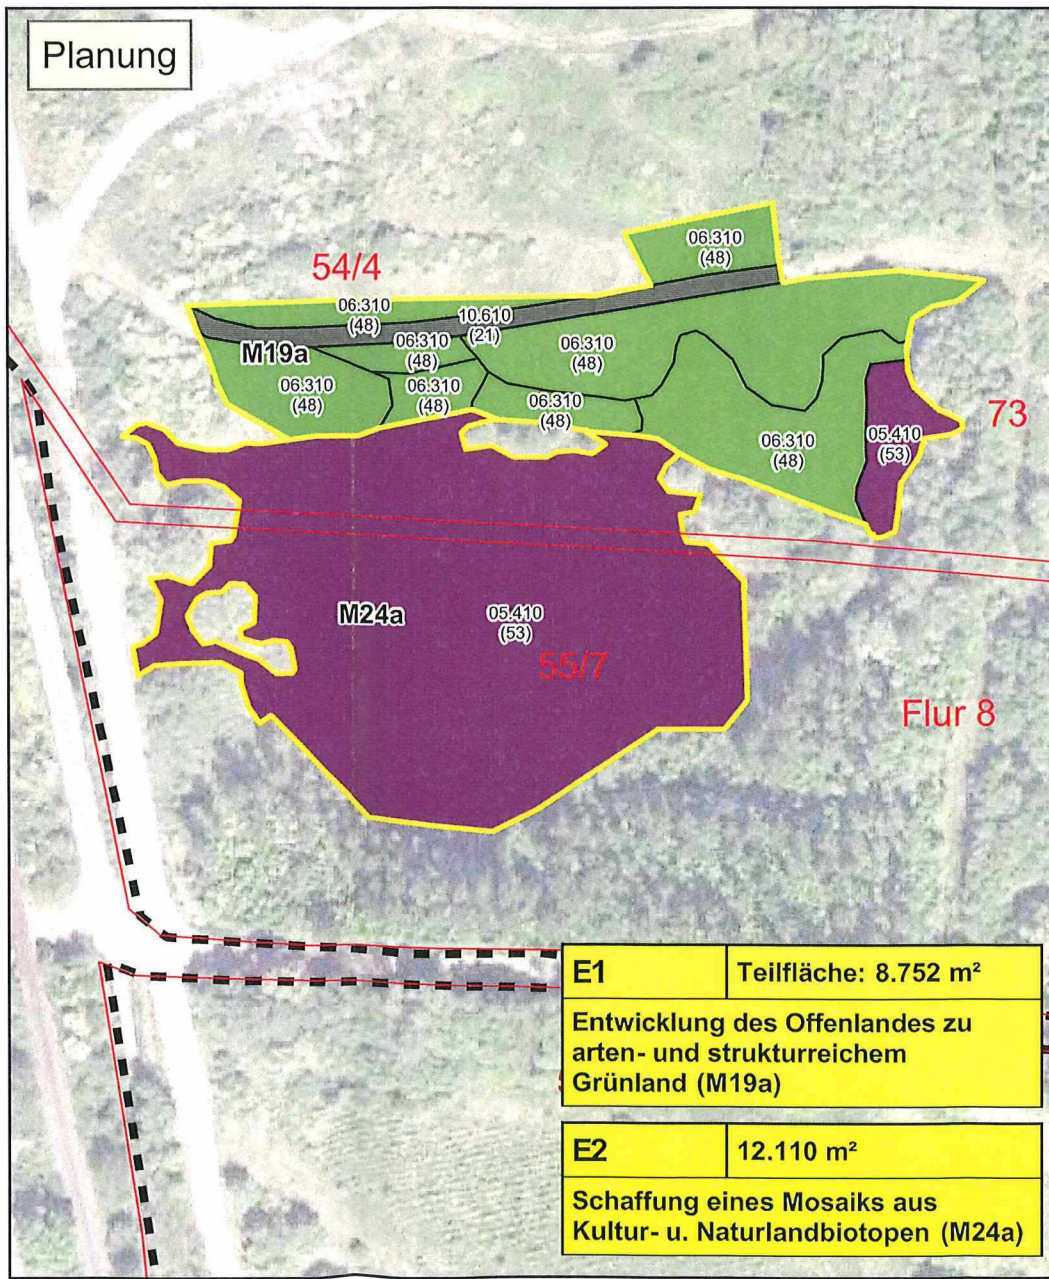 Planung
06.310
(48)
54/4
06.310
(48)
10.610
(21)
M19a
06.310
(48)
06.310
(48)
06.310
(48)
06.310
(48)
06.310
(48)
73
06.310
(48)
05.410
(53)
M24a
05.410
(53)
55/7
Flur 8
E1 Teilfläche: 8.752 m²
Entwicklung des Offenlandes zu
arten- und strukturreichem
Grünland (M19a)
E2 12.110 m²
Schaffung eines Mosaiks aus
Kultur- u. Naturlandbiotopen (M24a)